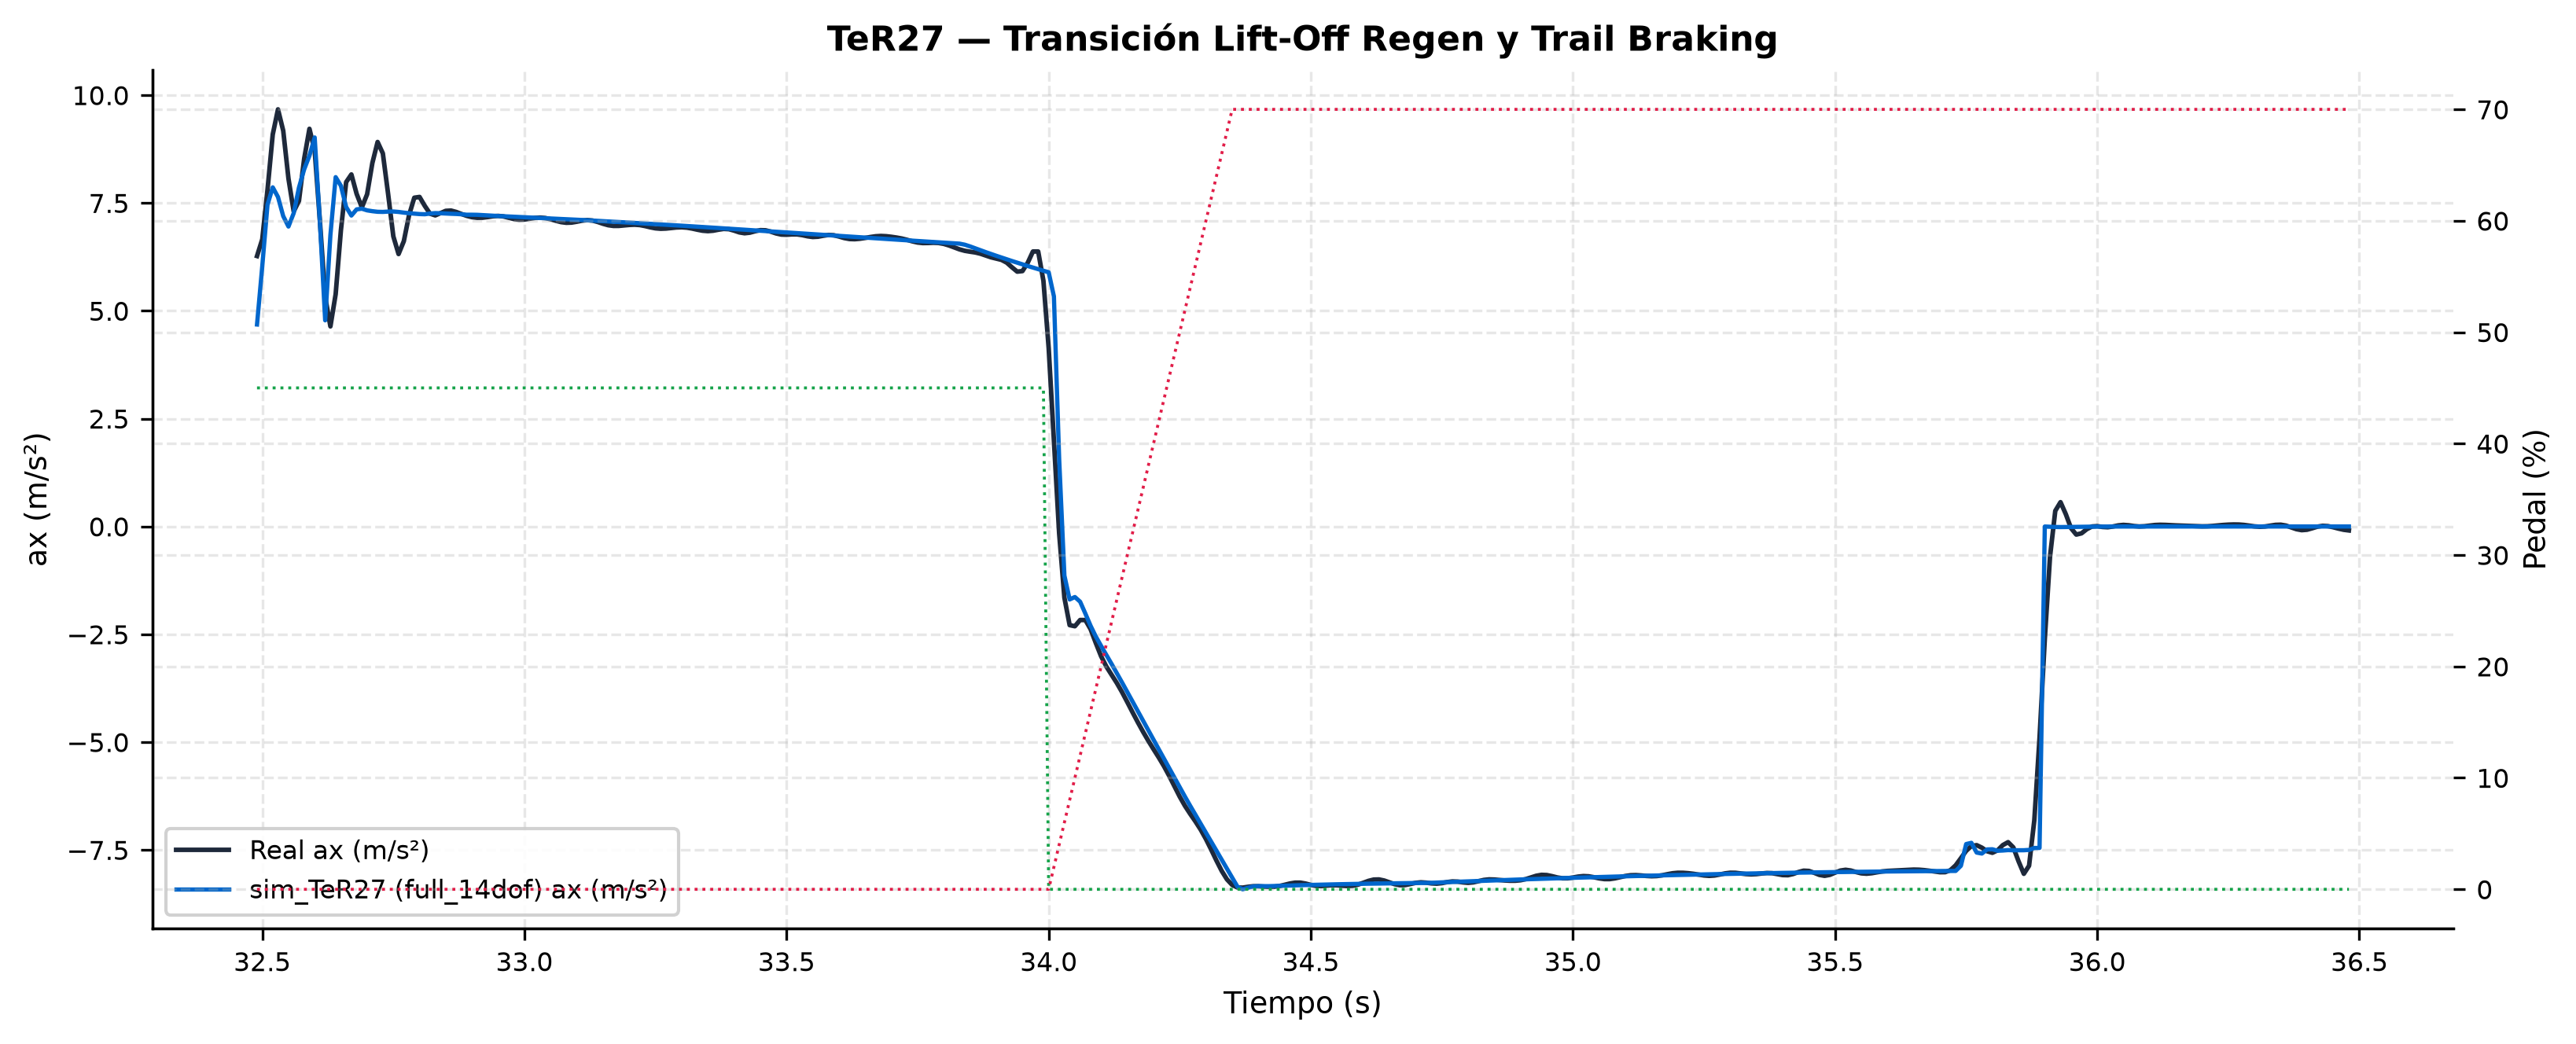 TeR27 — Transición Lift-Off Regen y Trail Braking
10.0
7.5
5.0
2.5
0.0
−2.5
−5.0
−7.5
ax (m/s²)
70
60
50
40
30
20
10
0
Pedal (%)
Real ax (m/s²)
sim_TeR27 (full_14dof) ax (m/s²)
32.5 33.0 33.5 34.0 34.5 35.0 35.5 36.0 36.5
Tiempo (s)